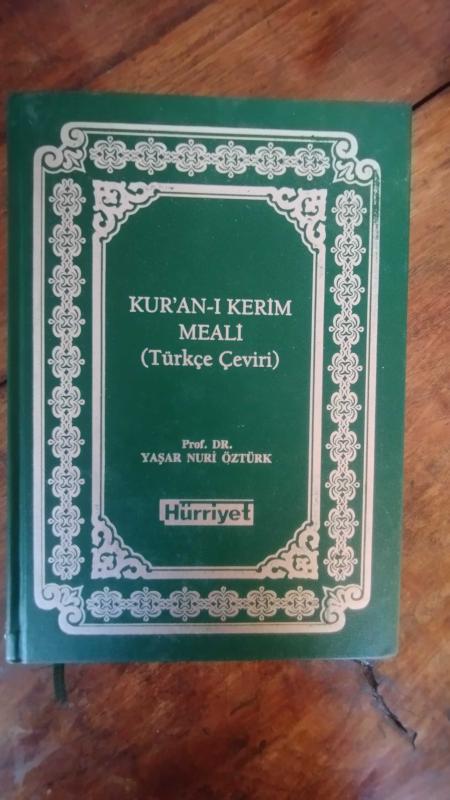 KUR'AN-I KERİM
MEALİ
(Türkçe Çeviri)
Prof. DR.
YAŞAR NURİ ÖZTÜRK
Hürriyet